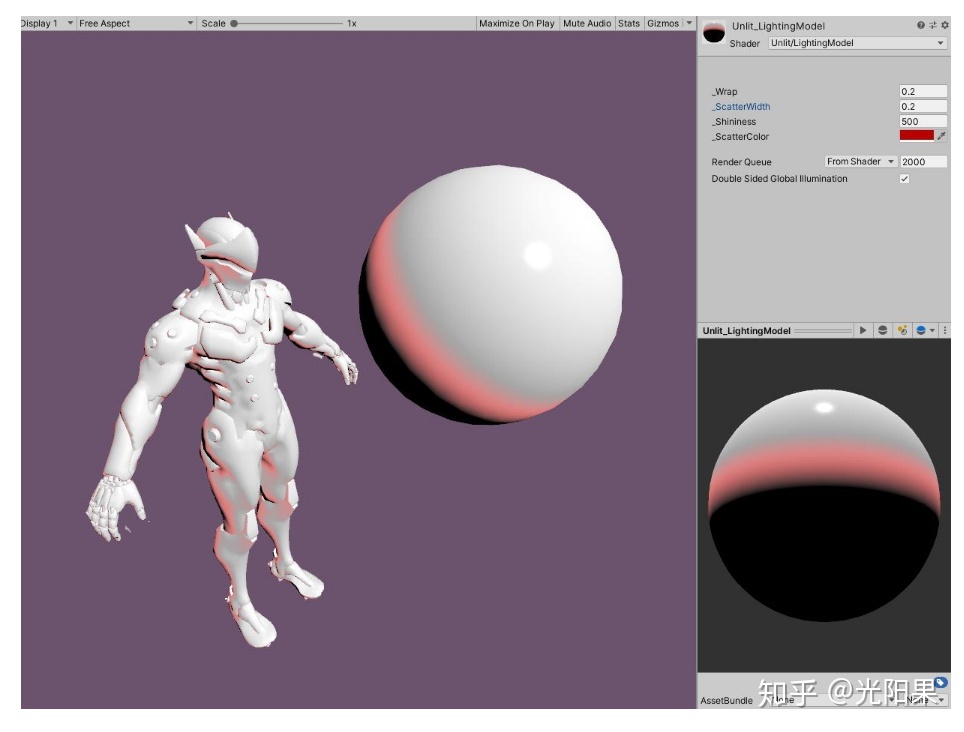 Display 1 Free Aspect Scale 1x Maximize On Play Mute Audio Stats Gizmos
Unlit_LightingModel
Shader Unlit/LightingModel
_Wrap 0.2
_ScatterWidth 0.2
_Shininess 500
_ScatterColor
Render Queue From Shader 2000
Double Sided Global Illumination
Unlit_LightingModel
知乎 @光阳果
AssetBundle None None